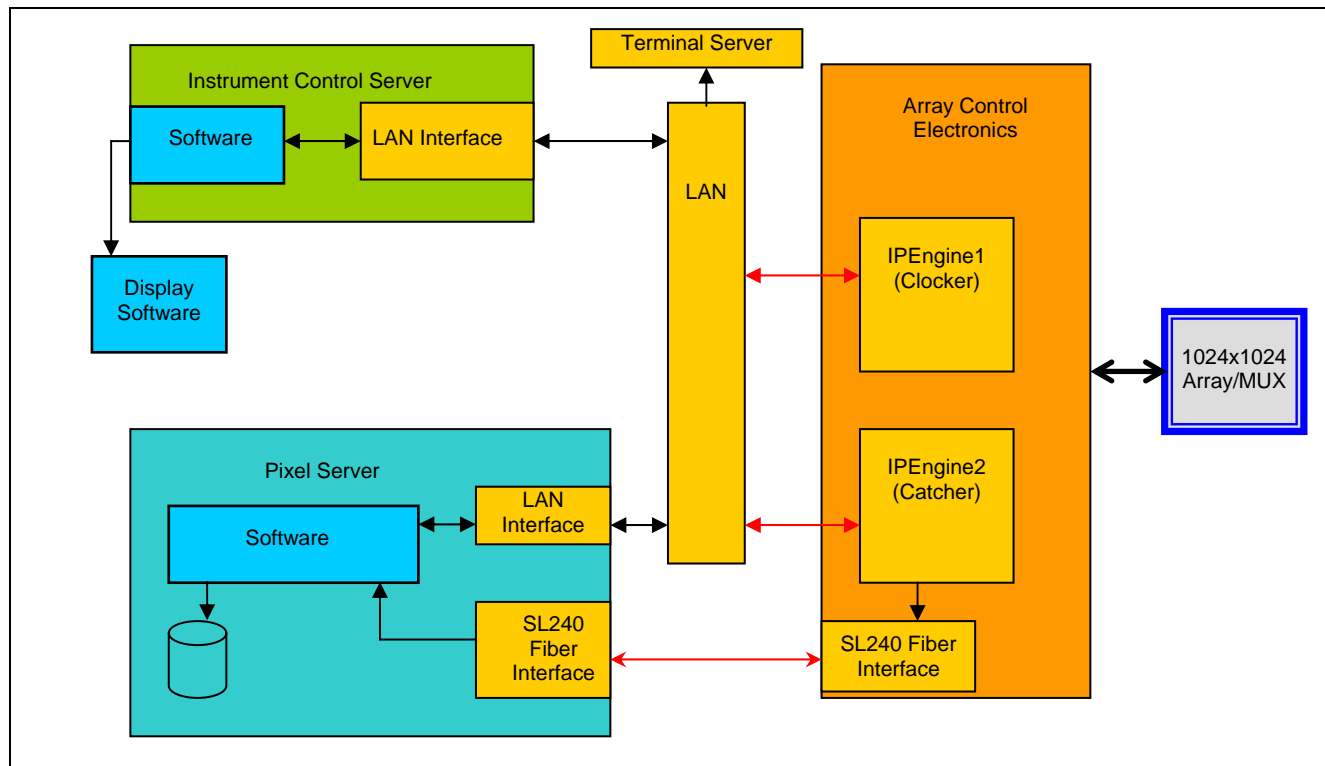 Terminal Server
Instrument Control Server
Software
LAN Interface
Display
Software
LAN
Array Control
Electronics
IPEngine1
(Clocker)
1024x1024
Array/MUX
Pixel Server
Software
LAN
Interface
SL240
Fiber
Interface
IPEngine2
(Catcher)
SL240 Fiber
Interface